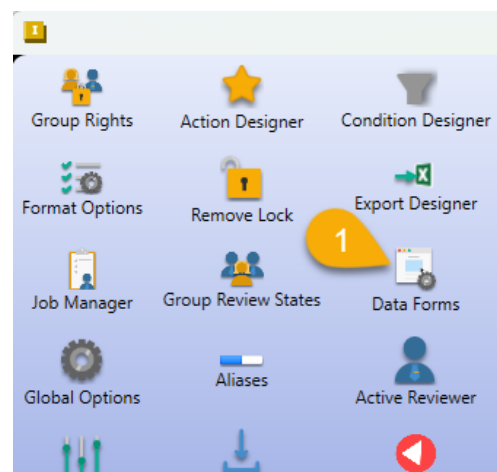 I
Group Rights
Action Designer
Condition Designer
Format Options
Remove Lock
X
Export Designer
1
Job Manager
Group Review States
Data Forms
Global Options
Aliases
Active Reviewer